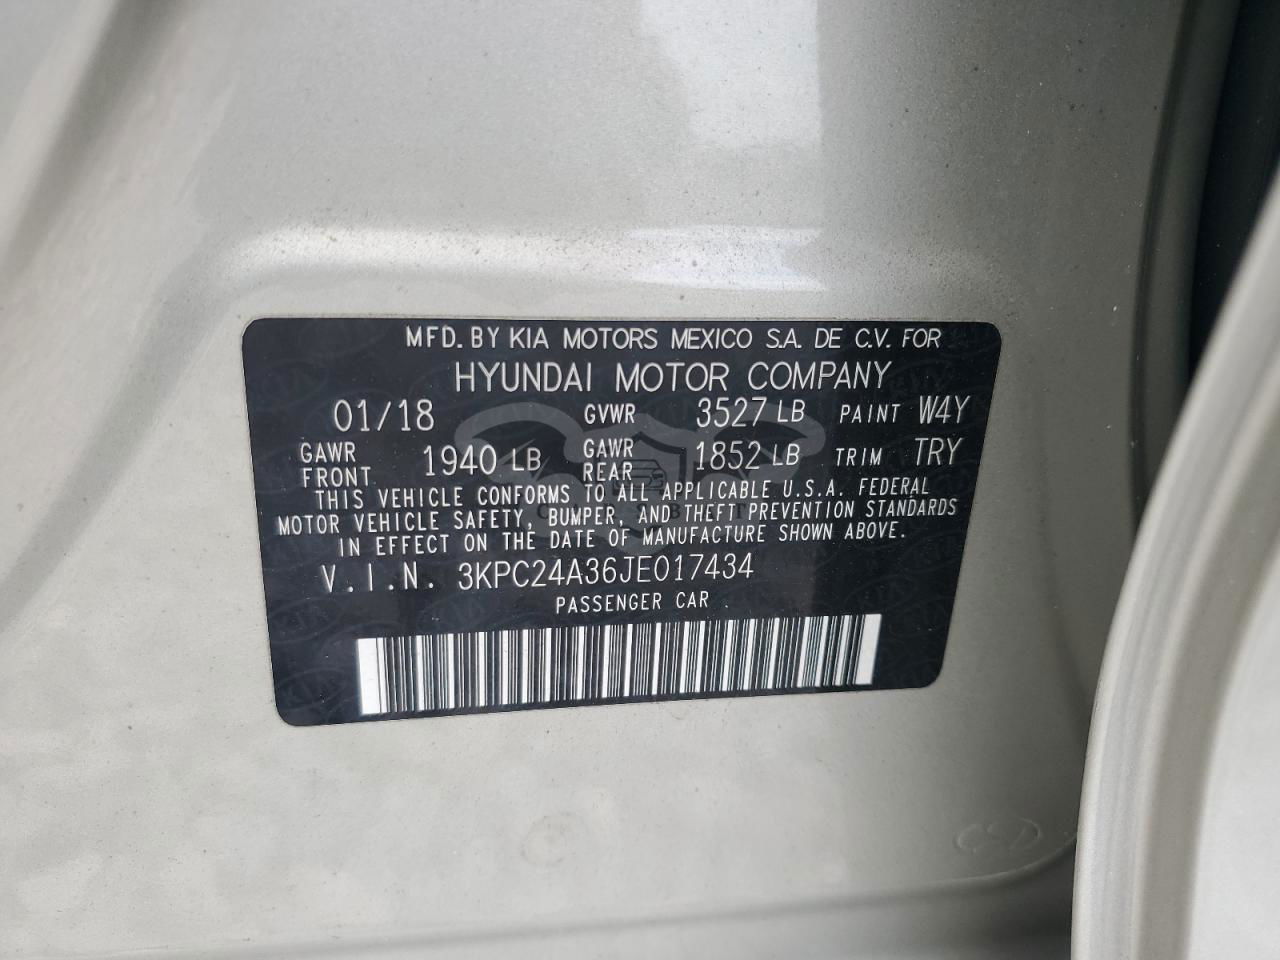 MFD. BY KIA MOTORS MEXICO S.A. DE C.V. FOR
HYUNDAI MOTOR COMPANY
01/18 GVWR 3527 LB PAINT W4Y
GAWR FRONT 1940 LB GAWR REAR 1852 LB TRIM TRY
THIS VEHICLE CONFORMS TO ALL APPLICABLE U.S.A. FEDERAL
MOTOR VEHICLE SAFETY, BUMPER, AND THEFT PREVENTION STANDARDS
IN EFFECT ON THE DATE OF MANUFACTURE SHOWN ABOVE.
V.I.N. 3KPC24A36JE017434
PASSENGER CAR